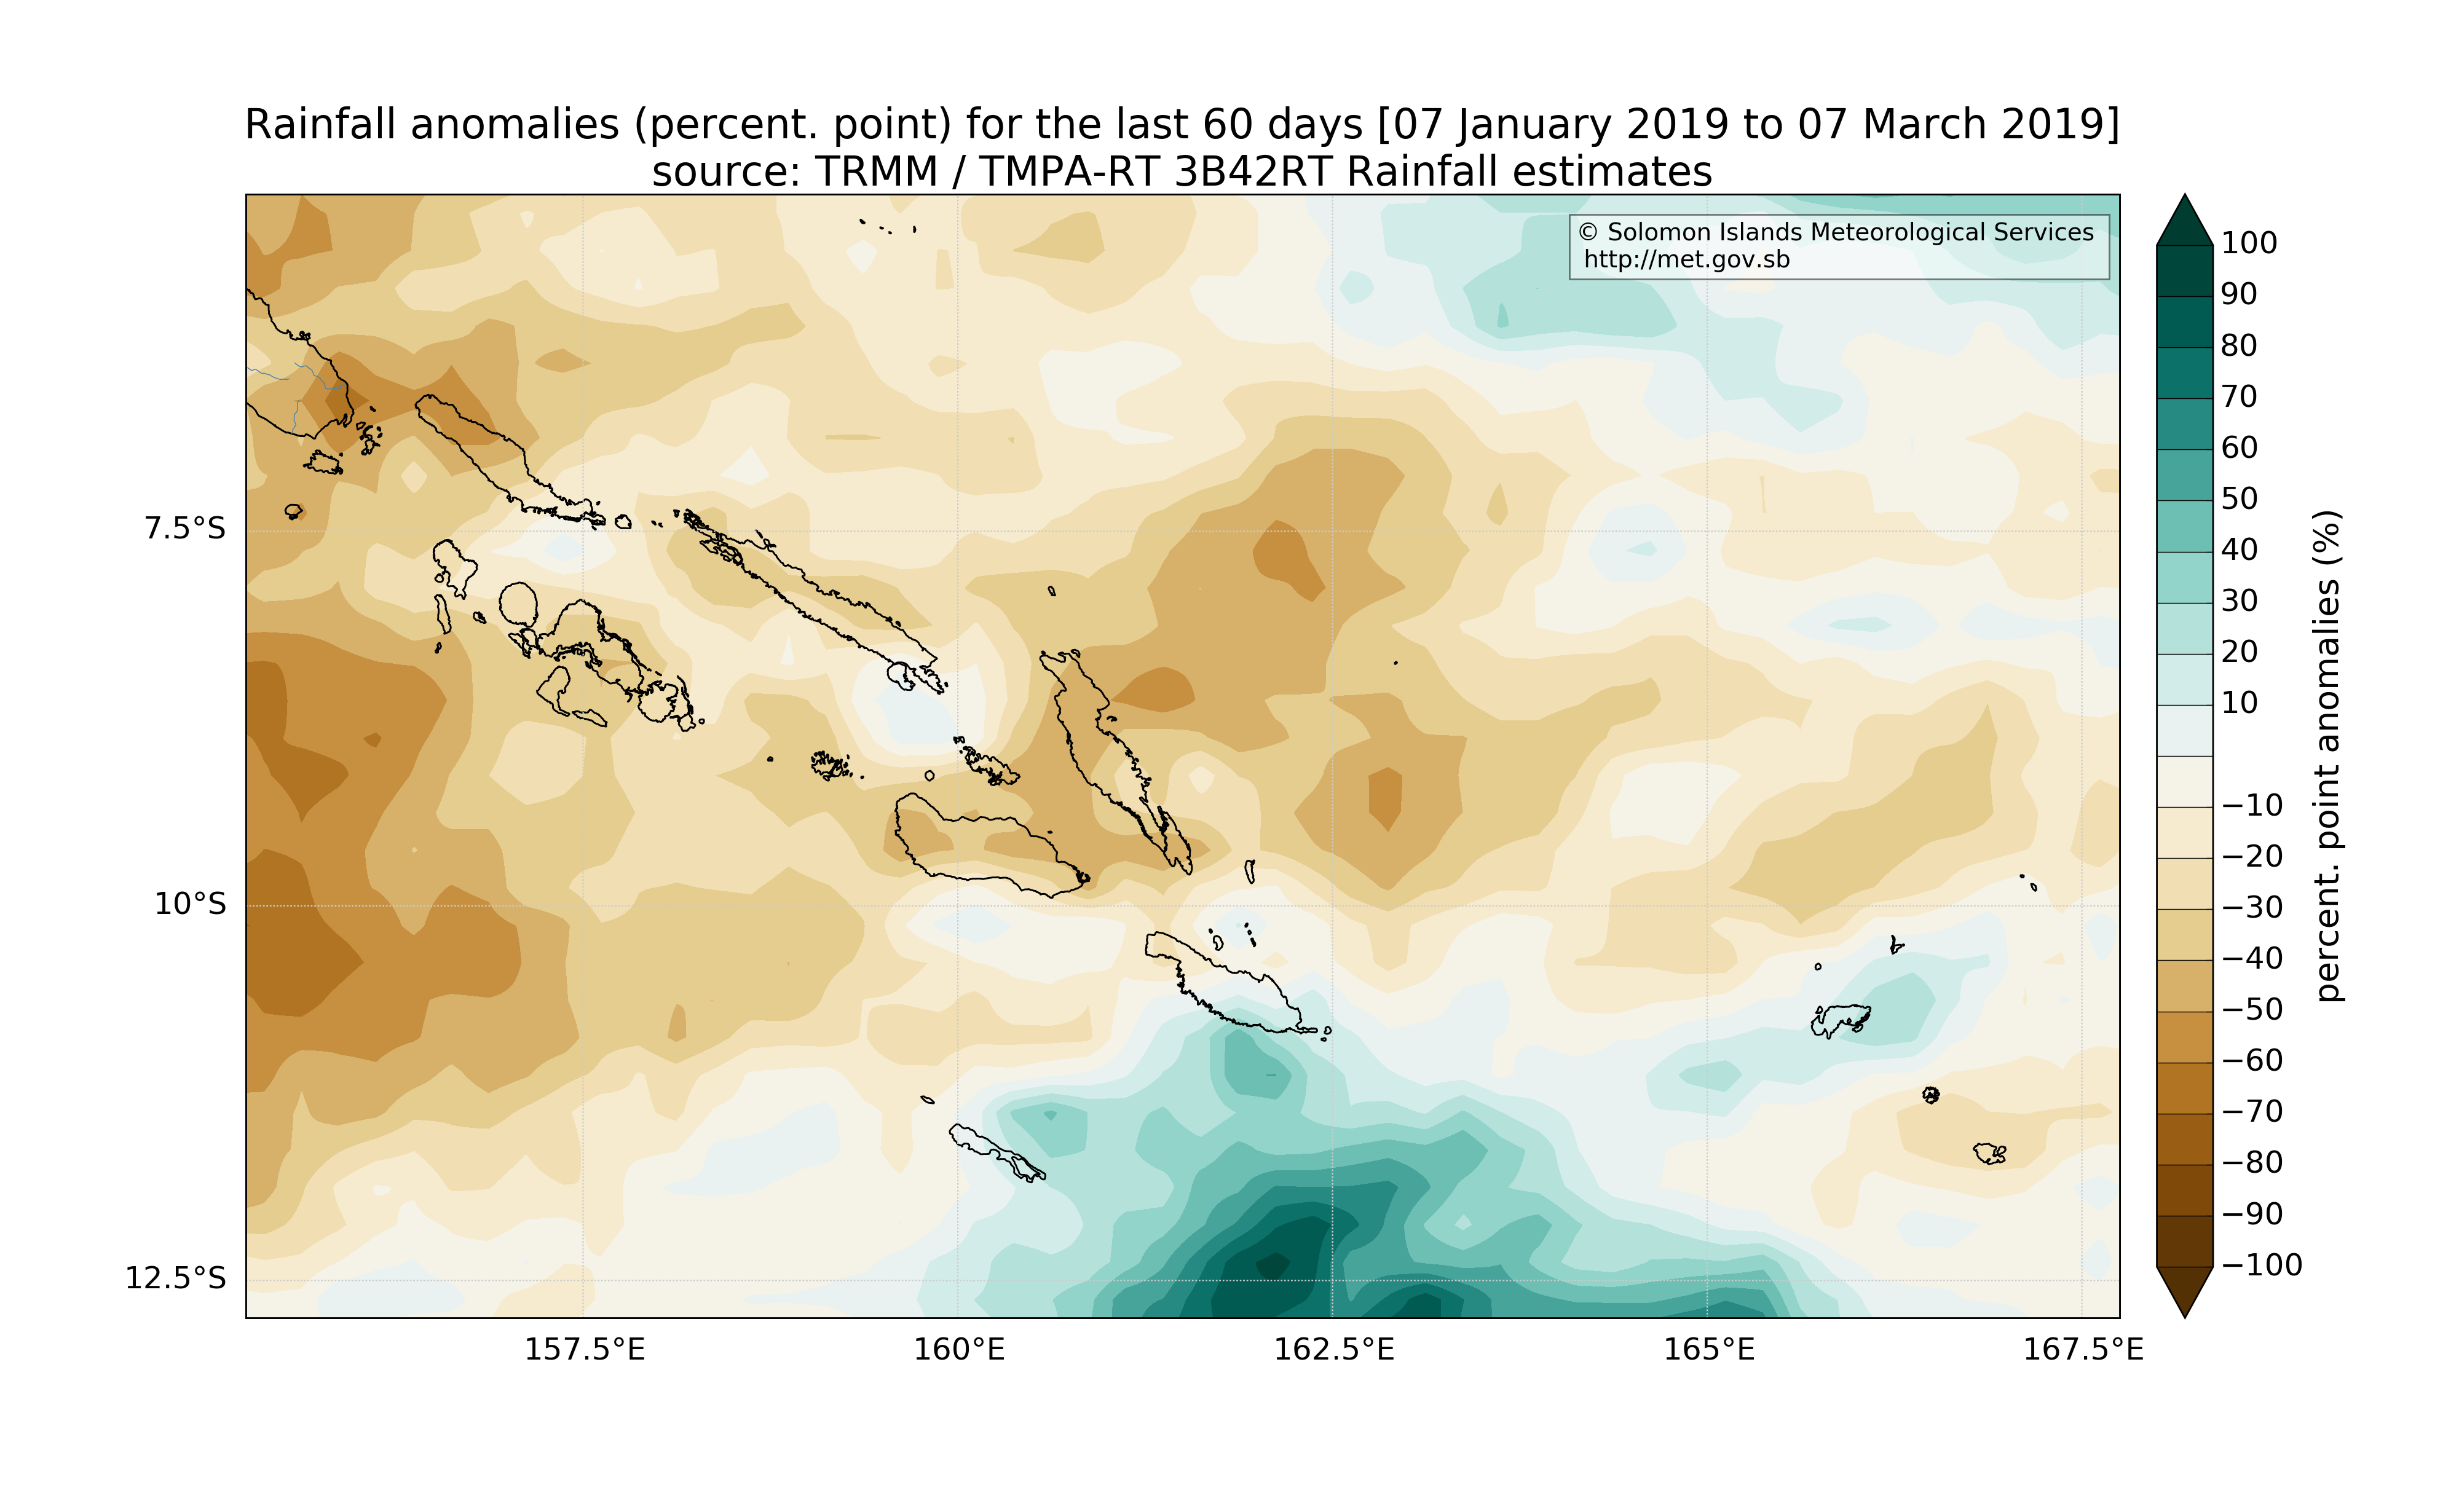 Rainfall anomalies (percent. point) for the last 60 days [07 January 2019 to 07 March 2019]
source: TRMM / TMPA-RT 3B42RT Rainfall estimates
© Solomon Islands Meteorological Services
http://met.gov.sb
7.5°S
10°S
12.5°S
157.5°E
160°E
162.5°E
165°E
167.5°E
100
90
80
70
60
50
40
30
20
10
−10
−20
−30
−40
−50
−60
−70
−80
−90
−100
percent. point anomalies (%)